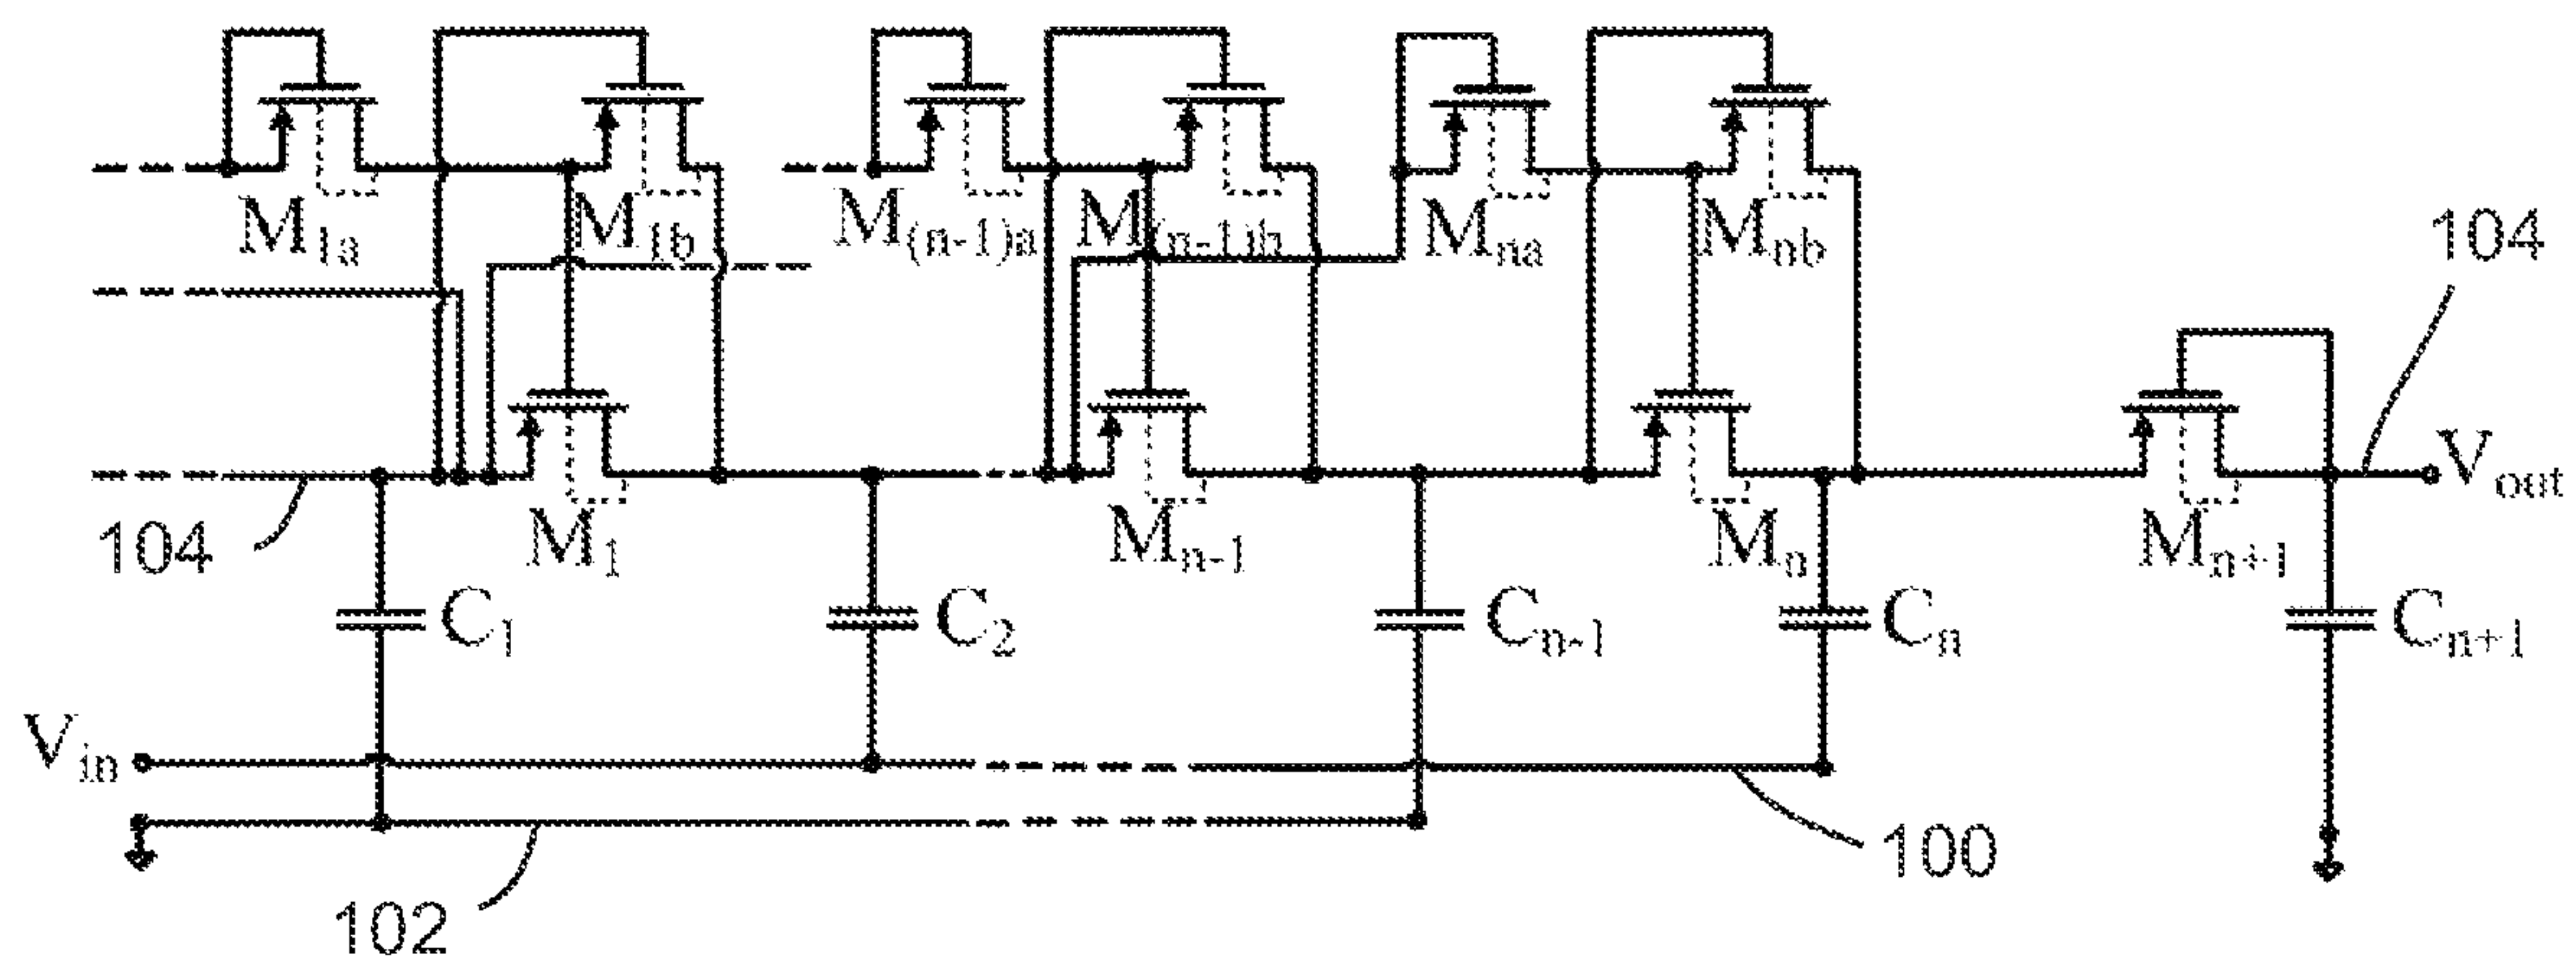 M1a M1b M(n-1)a M(n-1)b Mna Mnb 104
104 M1 Mn-1 Mn Mn+1 Vout
C1 C2 Cn-1 Cn Cn+1
Vin
100
102